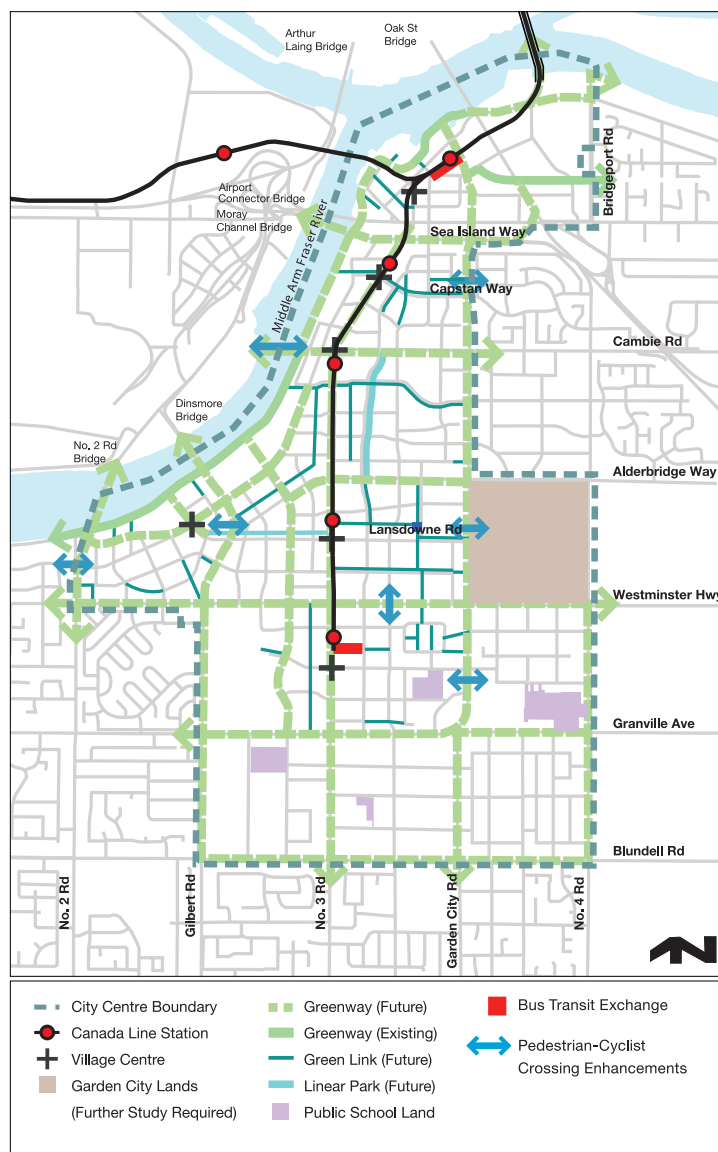 Arthur
Laing Bridge
Oak St
Bridge
Bridgeport Rd
Airport
Connector Bridge
Moray
Channel Bridge
Middle Arm Fraser River
Sea Island Way
Capstan Way
Cambie Rd
Dinsmore
Bridge
No. 2 Rd
Bridge
Alderbridge Way
Lansdowne Rd
Westminster Hwy
Granville Ave
Blundell Rd
No. 2 Rd
Gilbert Rd
No. 3 Rd
Garden City Rd
No. 4 Rd
N
City Centre Boundary
Canada Line Station
Village Centre
Garden City Lands
(Further Study Required)
Greenway (Future)
Greenway (Existing)
Green Link (Future)
Linear Park (Future)
Public School Land
Bus Transit Exchange
Pedestrian-Cyclist
Crossing Enhancements